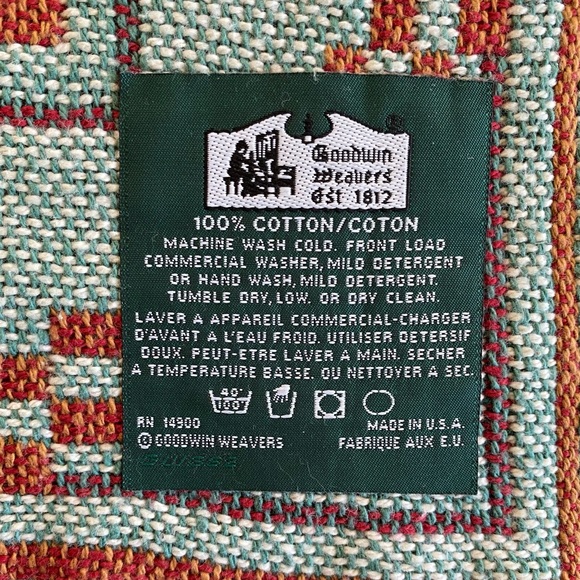 Goodwin
Weavers
Est 1812
®
100% COTTON/COTON
MACHINE WASH COLD. FRONT LOAD
COMMERCIAL WASHER, MILD DETERGENT
OR HAND WASH, MILD DETERGENT.
TUMBLE DRY, LOW. OR DRY CLEAN.
LAVER A APPAREIL COMMERCIAL-CHARGER
D'AVANT A L'EAU FROID. UTILISER DETERSIF
DOUX. PEUT-ETRE LAVER A MAIN. SECHER
A TEMPERATURE BASSE. OU NETTOYER A SEC.
40°
100°
RN 14900
MADE IN U.S.A.
© GOODWIN WEAVERS
FABRIQUE AUX E.U.